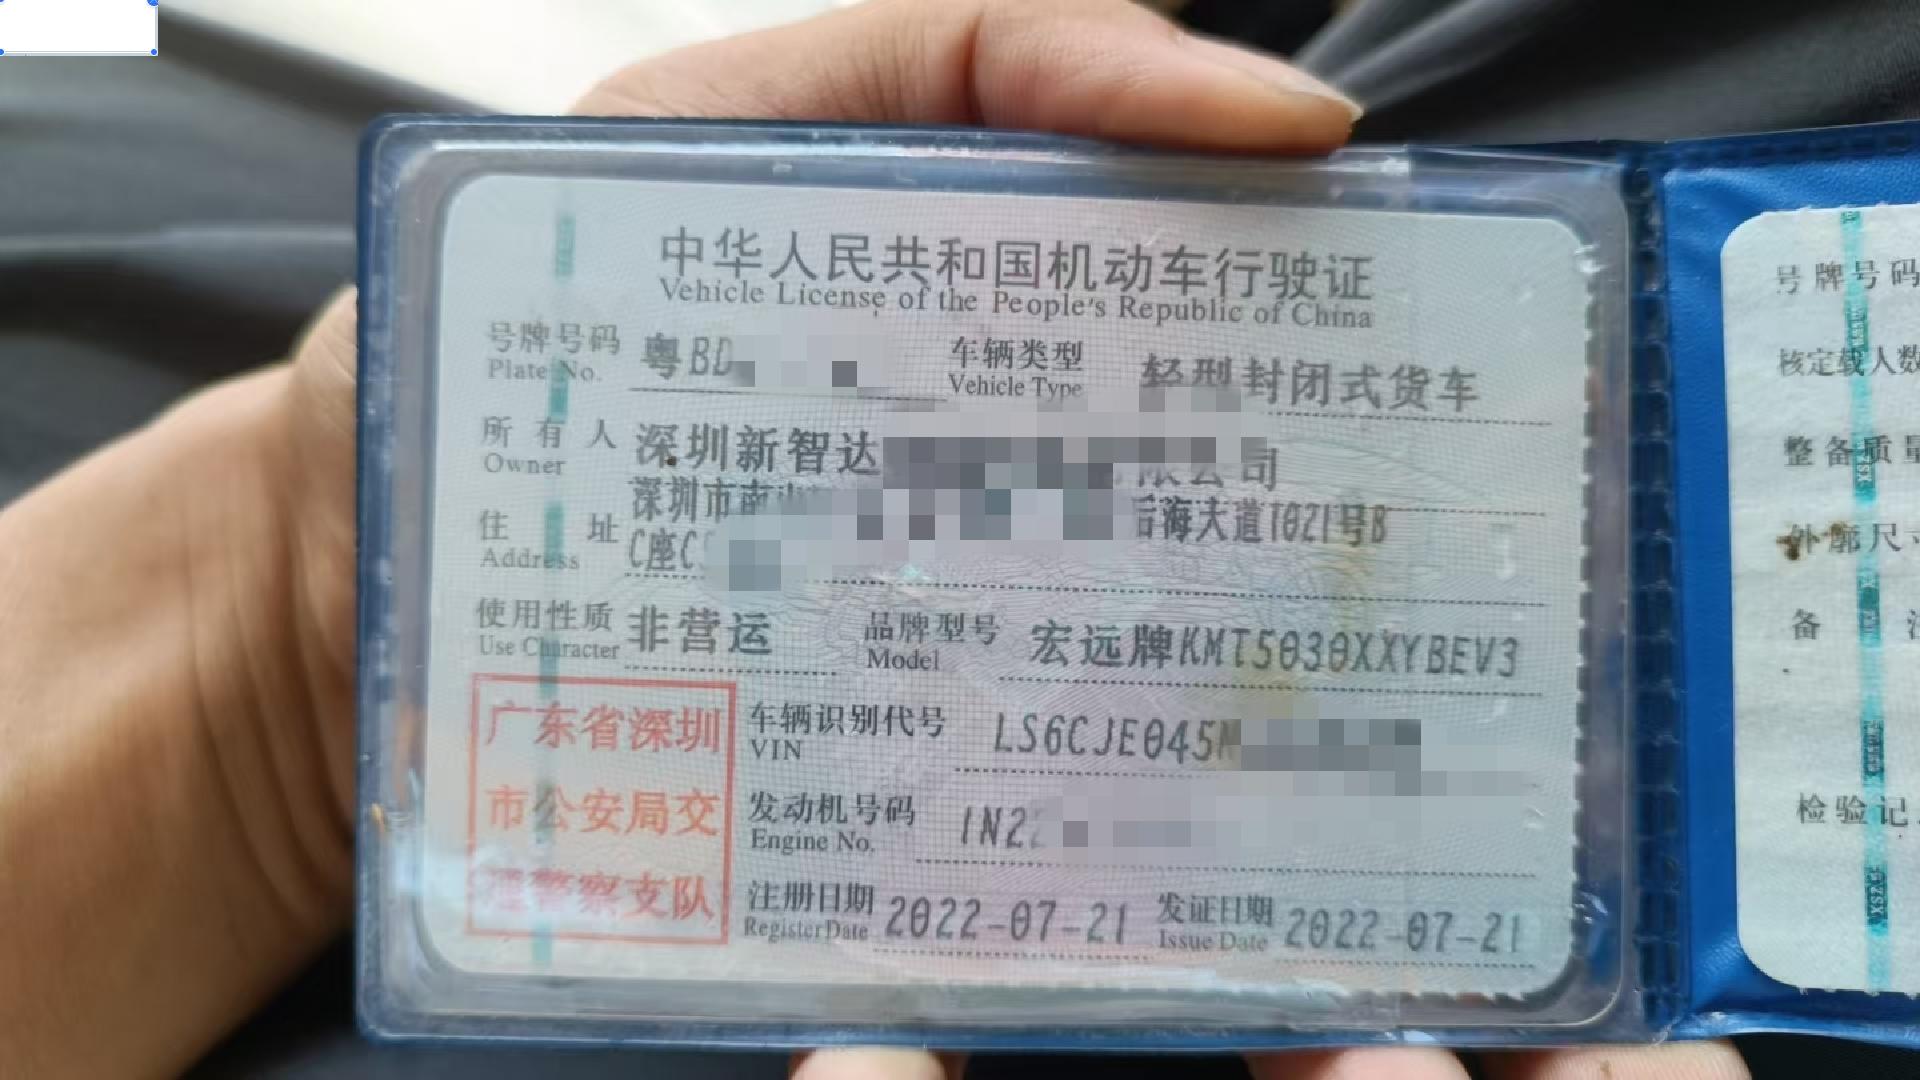 中华人民共和国机动车行驶证
Vehicle License of the People's Republic of China
号牌号码 粤BD 车辆类型 轻型封闭式货车
Plate No. Vehicle Type
所有人 深圳新智达 限公司
Owner
住址 深圳市南山 后海大道1021号B
Address C座C
使用性质 非营运 品牌型号 宏远牌KMT5030XXYBEV3
Use Character Model
广东省深圳
市公安局交
通警察支队
车辆识别代号 LS6CJE045M
VIN
发动机号码 1N22
Engine No.
注册日期 2022-07-21 发证日期 2022-07-21
Register Date Issue Date
号牌号码
核定载人数
整备质量
外廓尺寸
备
检验记